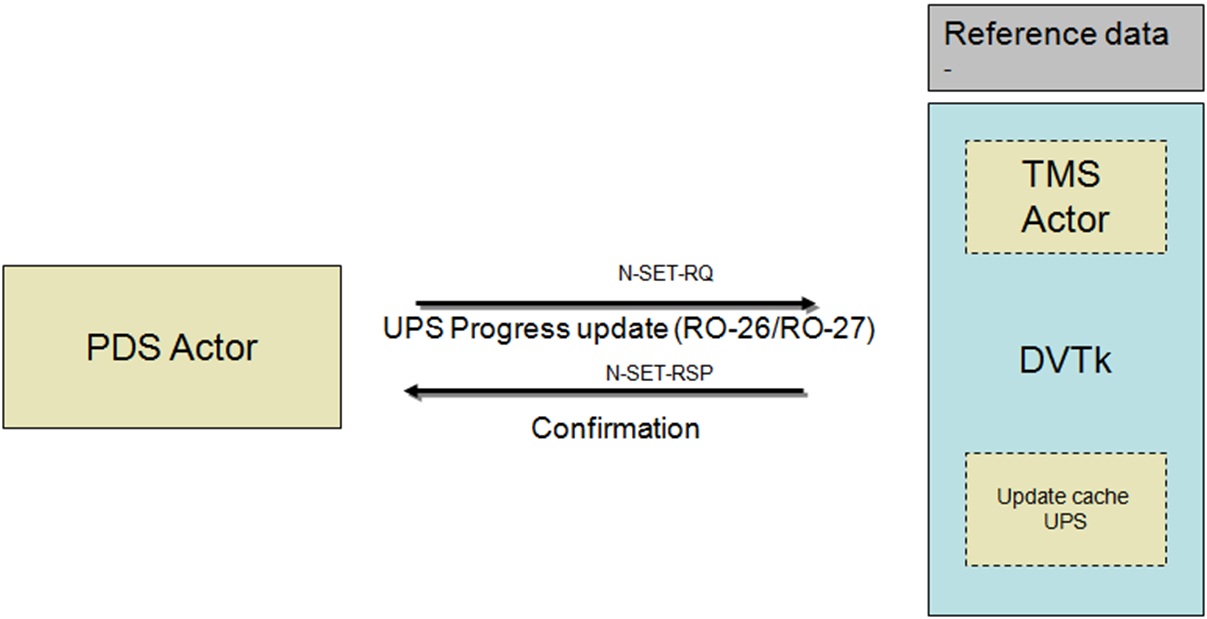 Reference data
-
TMS
Actor
N-SET-RQ
UPS Progress update (RO-26/RO-27)
PDS Actor
DVTk
N-SET-RSP
Confirmation
Update cache
UPS